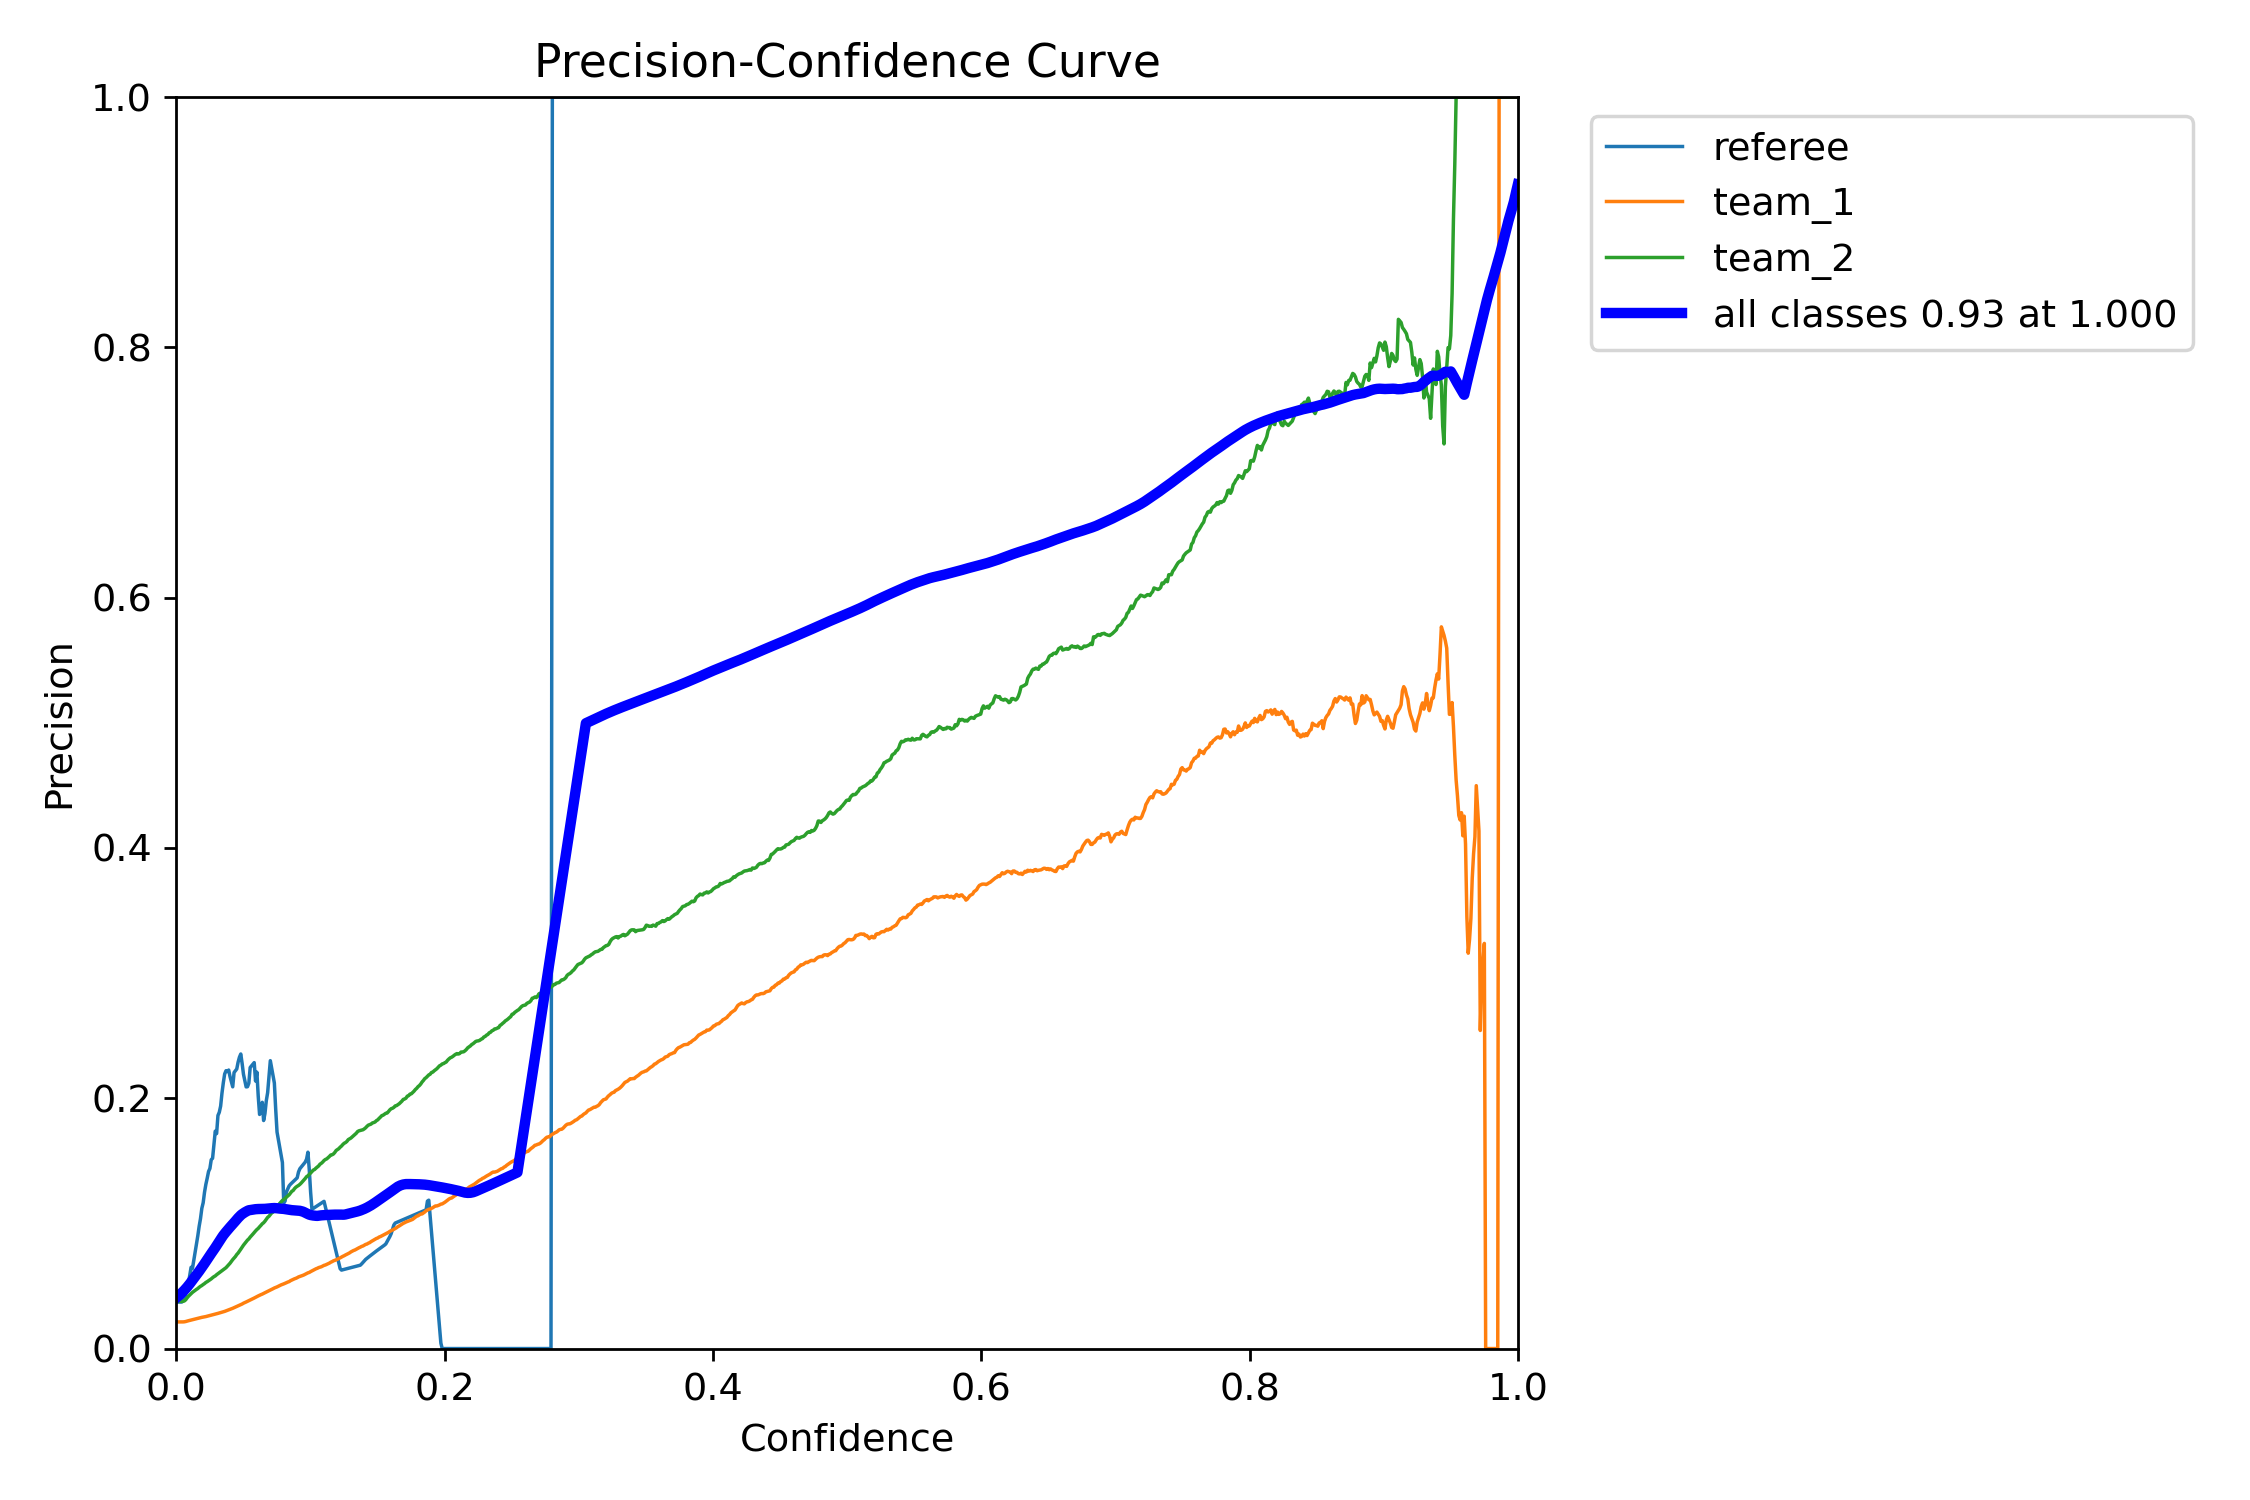 Precision-Confidence Curve
1.0
0.8
0.6
0.4
0.2
0.0
Precision
0.0 0.2 0.4 0.6 0.8 1.0
Confidence
referee
team_1
team_2
all classes 0.93 at 1.000